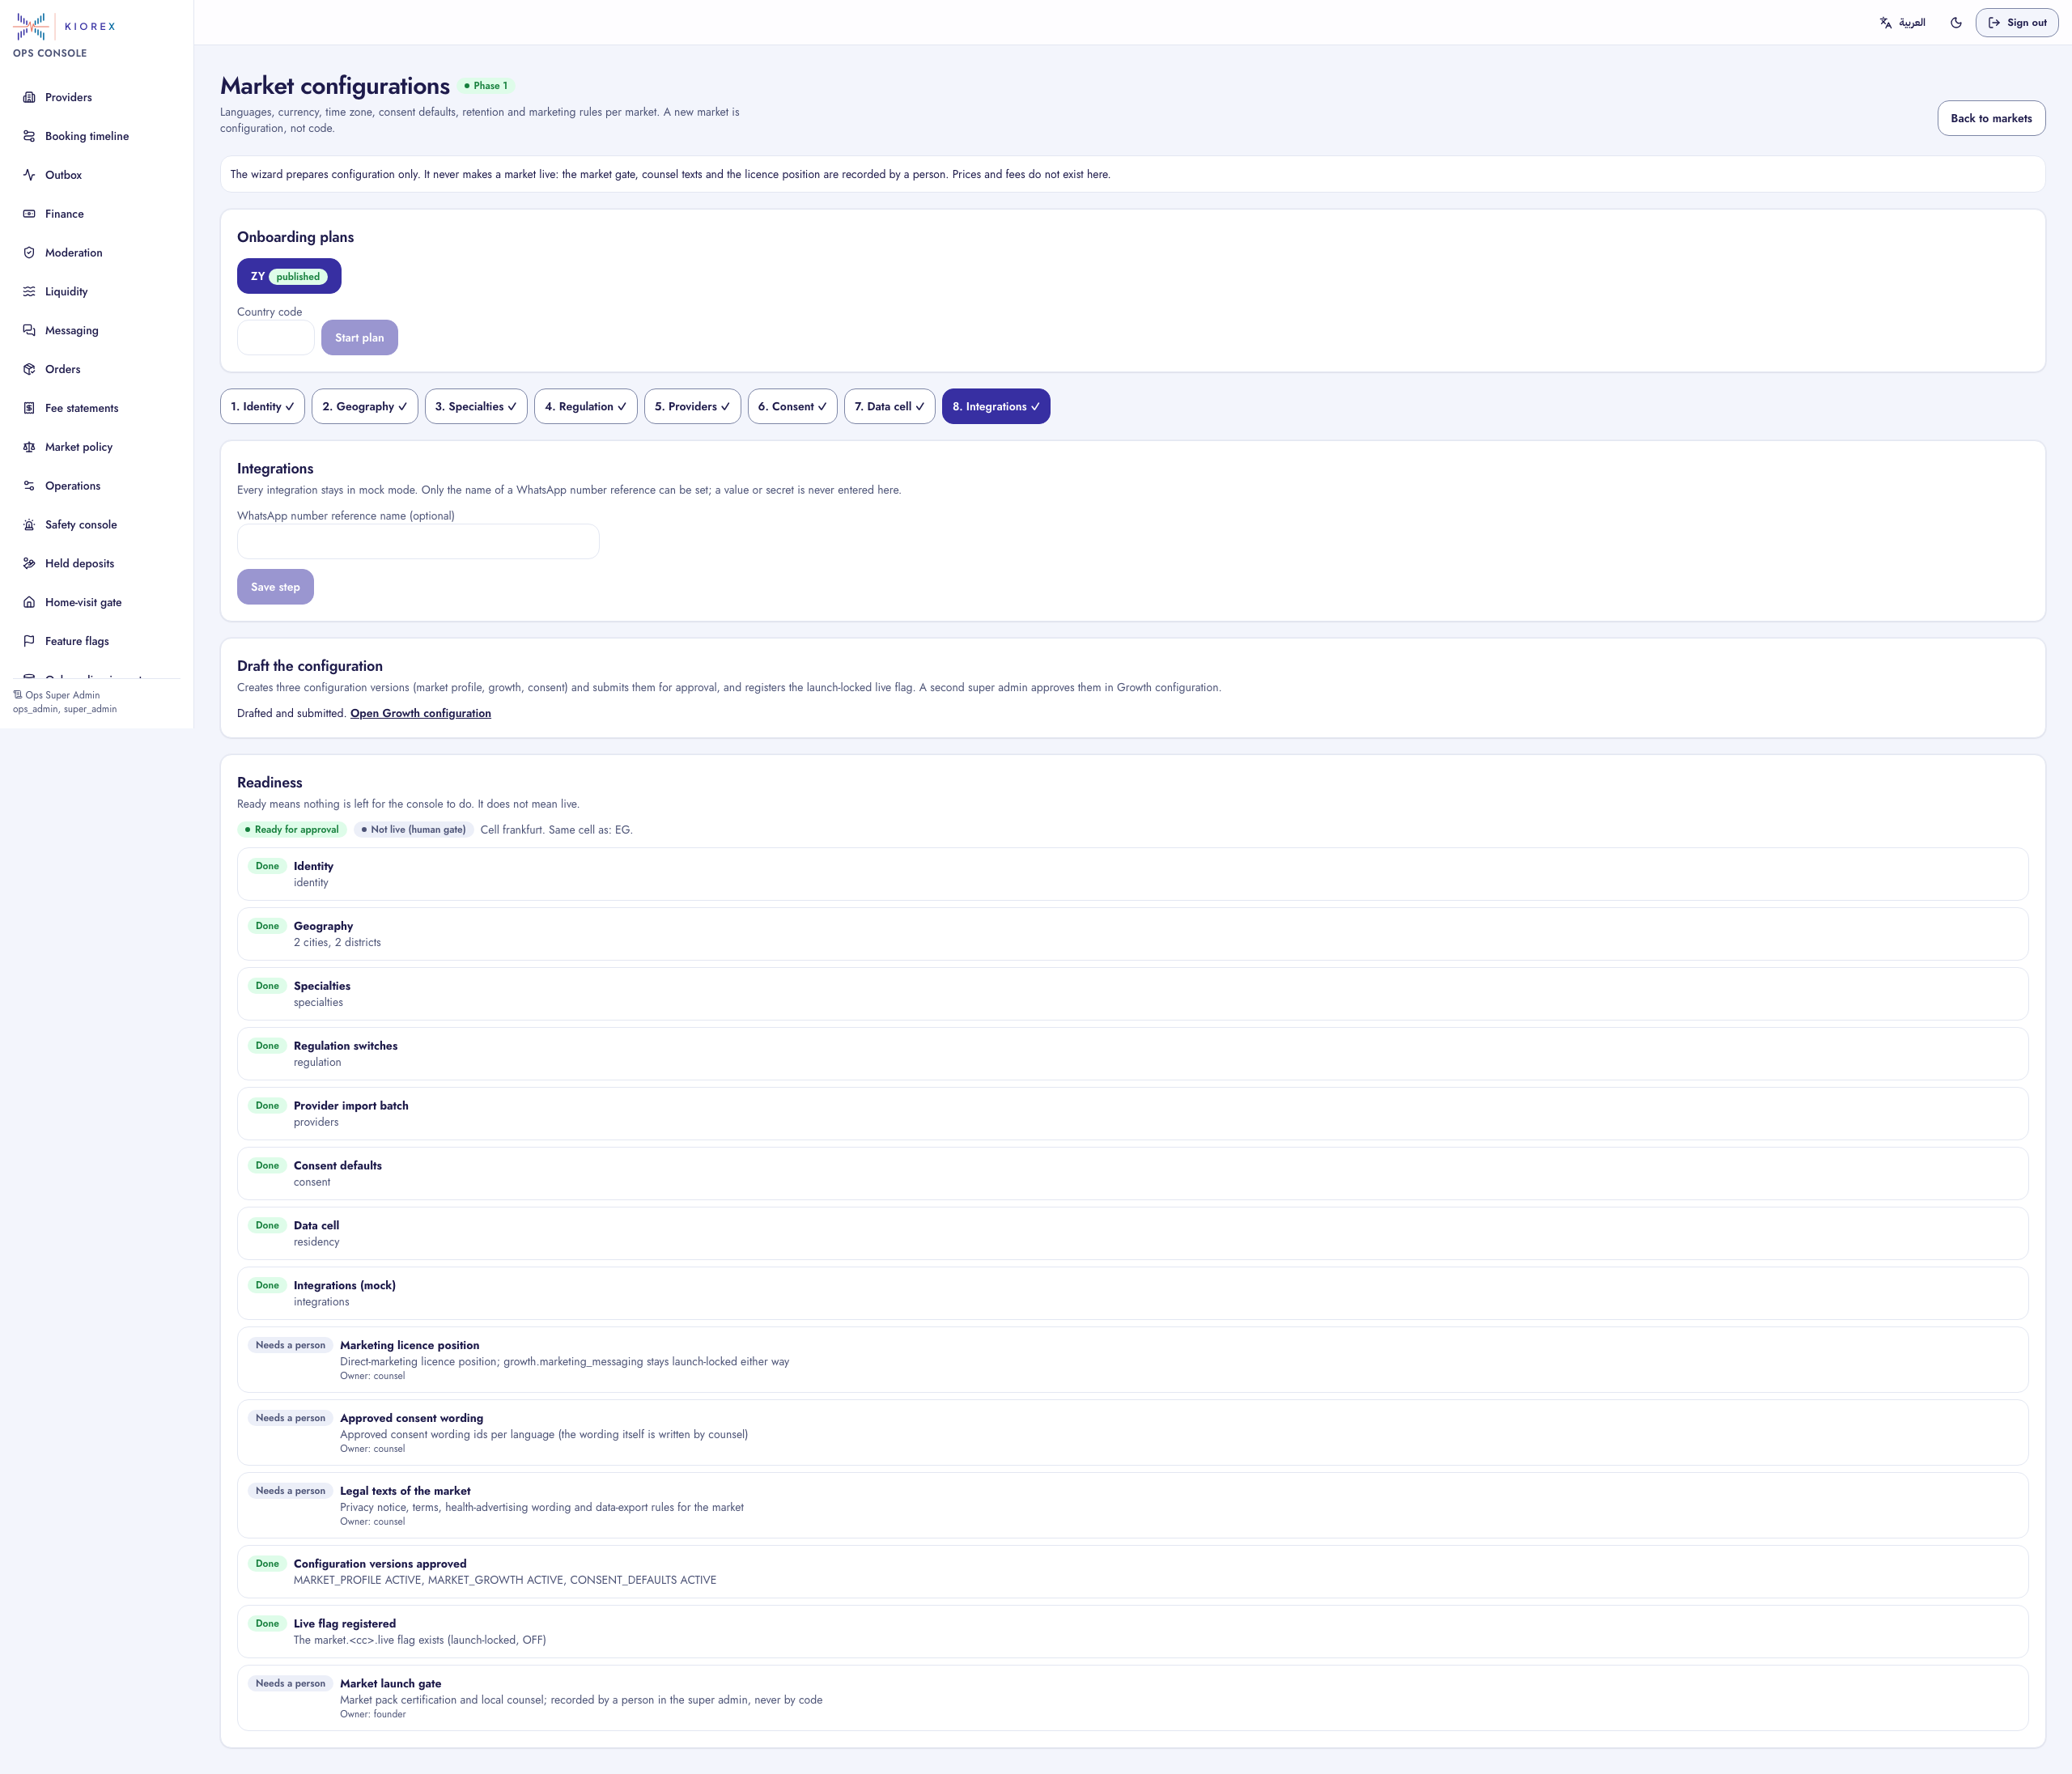 KIOREX
OPS CONSOLE
Providers
Booking timeline
Outbox
Finance
Moderation
Liquidity
Messaging
Orders
Fee statements
Market policy
Operations
Safety console
Held deposits
Home-visit gate
Feature flags
Ops Super Admin
ops_admin, super_admin
العربية
Sign out
Market configurations
Phase 1
Languages, currency, time zone, consent defaults, retention and marketing rules per market. A new market is
configuration, not code.
Back to markets
The wizard prepares configuration only. It never makes a market live: the market gate, counsel texts and the licence position are recorded by a person. Prices and fees do not exist here.
Onboarding plans
ZY published
Country code
Start plan
1. Identity ✓
2. Geography ✓
3. Specialties ✓
4. Regulation ✓
5. Providers ✓
6. Consent ✓
7. Data cell ✓
8. Integrations ✓
Integrations
Every integration stays in mock mode. Only the name of a WhatsApp number reference can be set; a value or secret is never entered here.
WhatsApp number reference name (optional)
Save step
Draft the configuration
Creates three configuration versions (market profile, growth, consent) and submits them for approval, and registers the launch-locked live flag. A second super admin approves them in Growth configuration.
Drafted and submitted. Open Growth configuration
Readiness
Ready means nothing is left for the console to do. It does not mean live.
Ready for approval
Not live (human gate)
Cell frankfurt. Same cell as: EG.
Done Identity
identity
Done Geography
2 cities, 2 districts
Done Specialties
specialties
Done Regulation switches
regulation
Done Provider import batch
providers
Done Consent defaults
consent
Done Data cell
residency
Done Integrations (mock)
integrations
Needs a person Marketing licence position
Direct-marketing licence position; growth.marketing_messaging stays launch-locked either way
Owner: counsel
Needs a person Approved consent wording
Approved consent wording ids per language (the wording itself is written by counsel)
Owner: counsel
Needs a person Legal texts of the market
Privacy notice, terms, health-advertising wording and data-export rules for the market
Owner: counsel
Done Configuration versions approved
MARKET_PROFILE ACTIVE, MARKET_GROWTH ACTIVE, CONSENT_DEFAULTS ACTIVE
Done Live flag registered
The market.<cc>.live flag exists (launch-locked, OFF)
Needs a person Market launch gate
Market pack certification and local counsel; recorded by a person in the super admin, never by code
Owner: founder